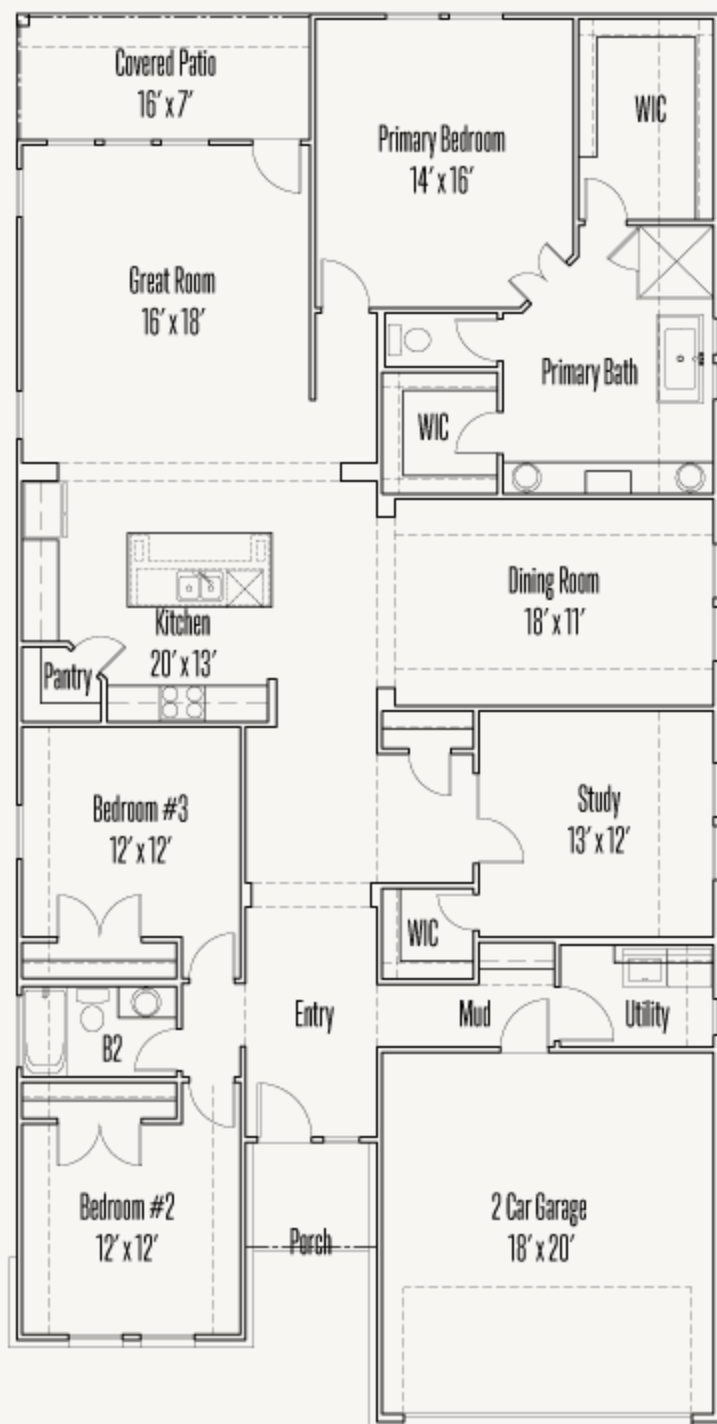 Covered Patio
16' x 7'
Primary Bedroom
14' x 16'
WIC
Great Room
16' x 18'
Primary Bath
WIC
Dining Room
18' x 11'
Kitchen
20' x 13'
Pantry
Bedroom #3
12' x 12'
Study
13' x 12'
WIC
Entry
Mud
Utility
B2
Bedroom #2
12' x 12'
Porch
2 Car Garage
18' x 20'